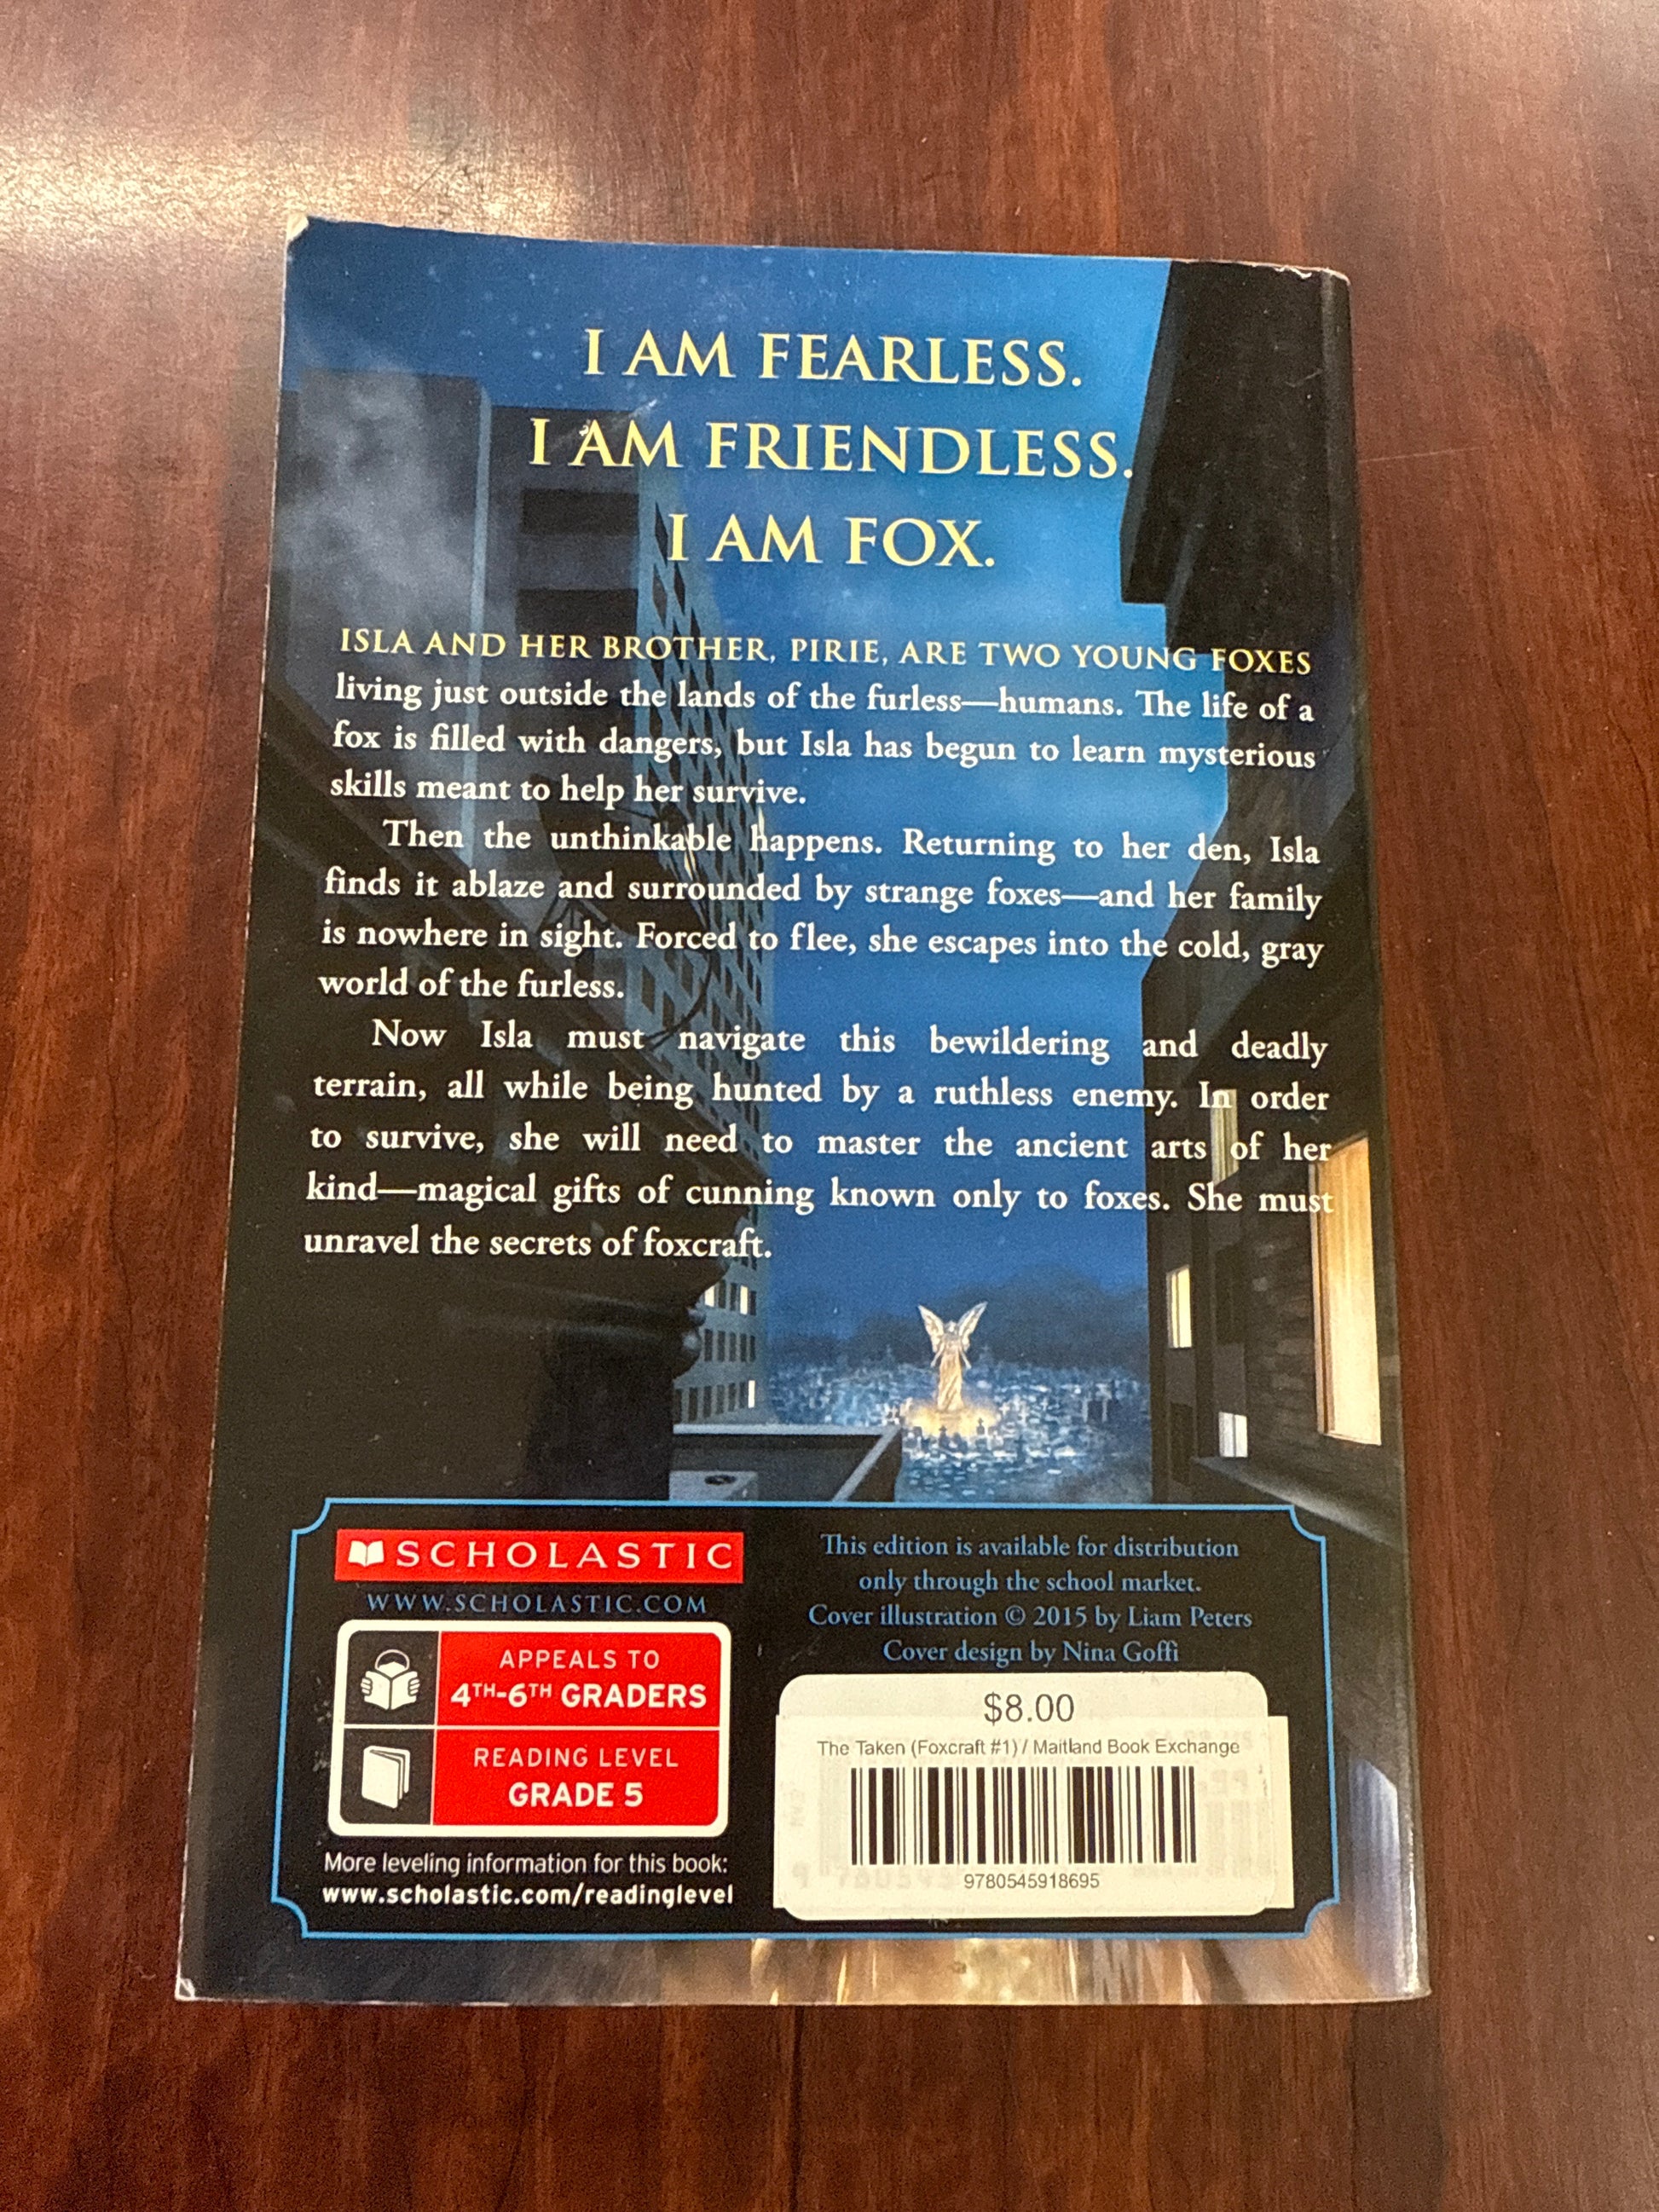 I AM FEARLESS.
I AM FRIENDLESS.
I AM FOX.
ISLA AND HER BROTHER, PIRIE, ARE TWO YOUNG FOXES
living just outside the lands of the furless—humans. The life of a
fox is filled with dangers, but Isla has begun to learn mysterious
skills meant to help her survive.
Then the unthinkable happens. Returning to her den, Isla
finds it ablaze and surrounded by strange foxes—and her family
is nowhere in sight. Forced to flee, she escapes into the cold, gray
world of the furless.
Now Isla must navigate this bewildering and deadly
terrain, all while being hunted by a ruthless enemy. In order
to survive, she will need to master the ancient arts of her
kind—magical gifts of cunning known only to foxes. She must
unravel the secrets of foxcraft.
SCHOLASTIC
WWW.SCHOLASTIC.COM
APPEALS TO
4TH-6TH GRADERS
READING LEVEL
GRADE 5
More leveling information for this book:
www.scholastic.com/readinglevel
This edition is available for distribution
only through the school market.
Cover illustration © 2015 by Liam Peters
Cover design by Nina Goffi
$8.00
The Taken (Foxcraft #1) / Maitland Book Exchange
9780545918695